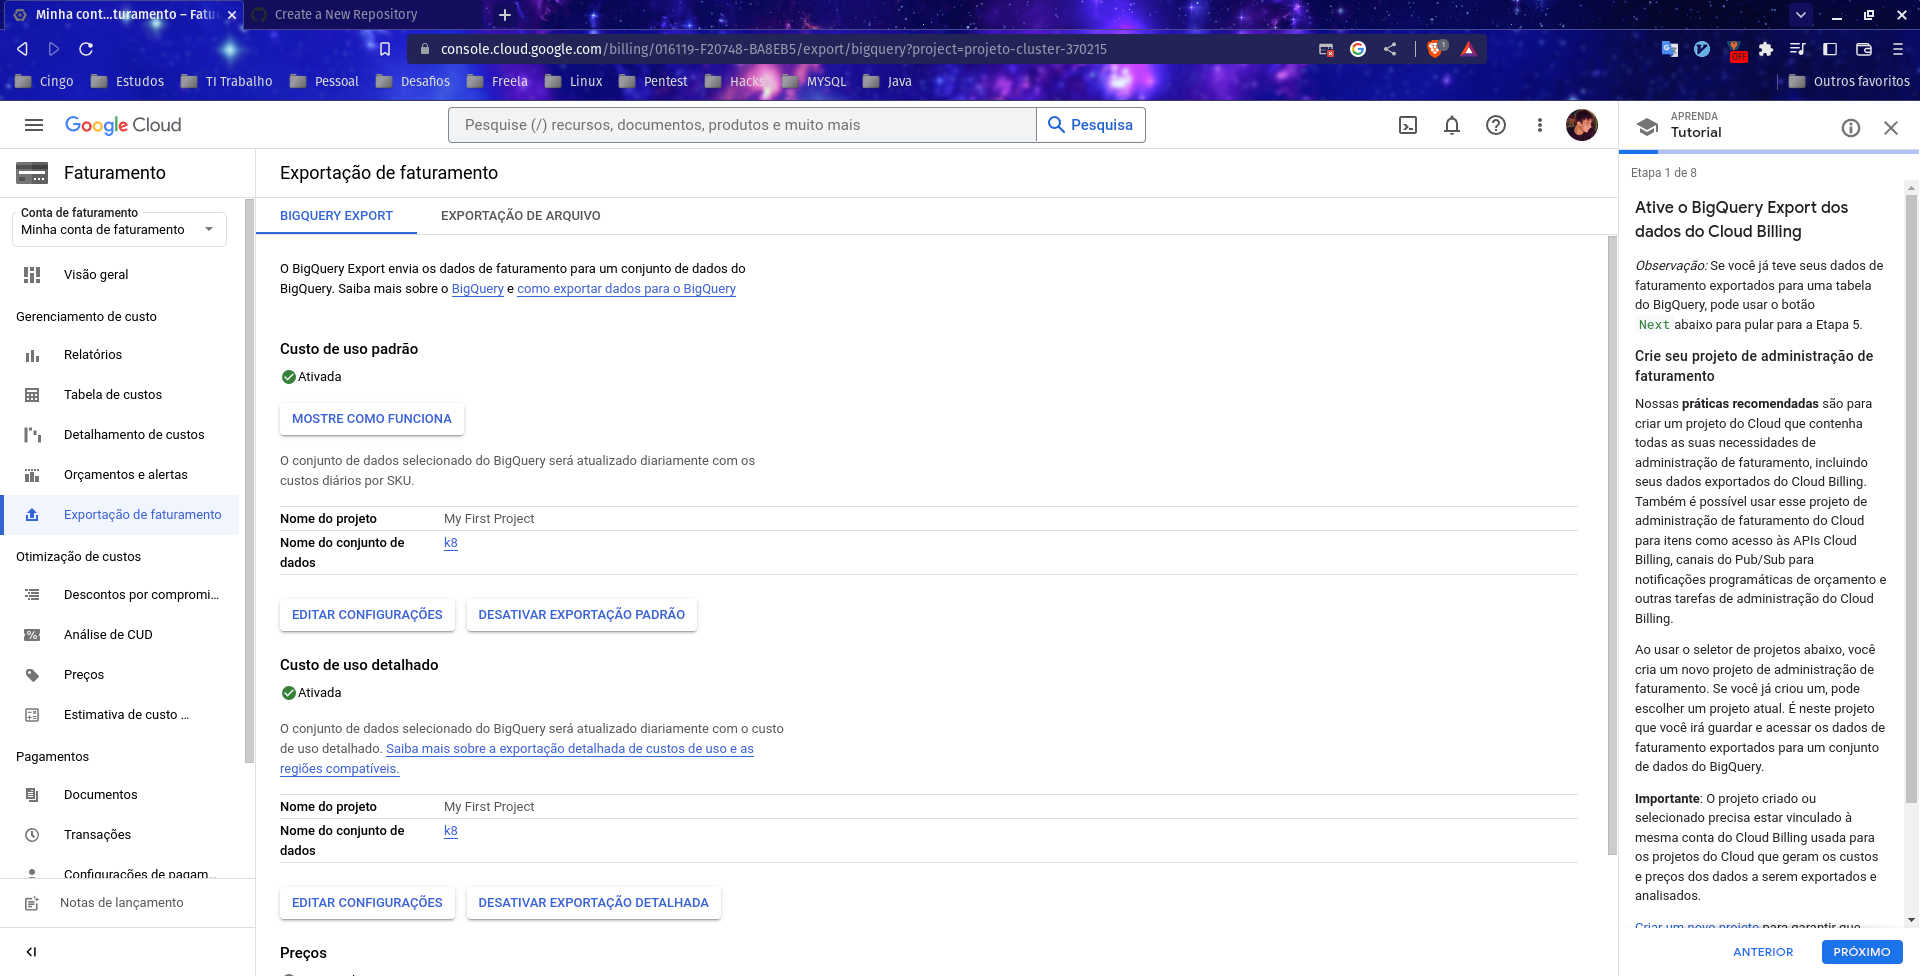 Minha cont...turamento – Fatu
Create a New Repository
console.cloud.google.com/billing/016119-F20748-BA8EB5/export/bigquery?project=projeto-cluster-370215
1
OFF
Cingo
Estudos
TI Trabalho
Pessoal
Desafios
Freela
Linux
Pentest
Hacks
MYSQL
Java
Outros favoritos
Google Cloud
Pesquise (/) recursos, documentos, produtos e muito mais
Pesquisa
Faturamento
Conta de faturamento
Minha conta de faturamento
Visão geral
Gerenciamento de custo
Relatórios
Tabela de custos
Detalhamento de custos
Orçamentos e alertas
Exportação de faturamento
Otimização de custos
Descontos por compromi...
Análise de CUD
Preços
Estimativa de custo ...
Pagamentos
Documentos
Transações
Configurações de pagam...
Notas de lançamento
Exportação de faturamento
BIGQUERY EXPORT
EXPORTAÇÃO DE ARQUIVO
O BigQuery Export envia os dados de faturamento para um conjunto de dados do
BigQuery. Saiba mais sobre o BigQuery e como exportar dados para o BigQuery
Custo de uso padrão
Ativada
MOSTRE COMO FUNCIONA
O conjunto de dados selecionado do BigQuery será atualizado diariamente com os
custos diários por SKU.
Nome do projeto My First Project
Nome do conjunto de k8
dados
EDITAR CONFIGURAÇÕES
DESATIVAR EXPORTAÇÃO PADRÃO
Custo de uso detalhado
Ativada
O conjunto de dados selecionado do BigQuery será atualizado diariamente com o custo
de uso detalhado. Saiba mais sobre a exportação detalhada de custos de uso e as
regiões compatíveis.
Nome do projeto My First Project
Nome do conjunto de k8
dados
EDITAR CONFIGURAÇÕES
DESATIVAR EXPORTAÇÃO DETALHADA
Preços
APRENDA
Tutorial
Etapa 1 de 8
Ative o BigQuery Export dos
dados do Cloud Billing
Observação: Se você já teve seus dados de
faturamento exportados para uma tabela
do BigQuery, pode usar o botão
Next abaixo para pular para a Etapa 5.
Crie seu projeto de administração de
faturamento
Nossas práticas recomendadas são para
criar um projeto do Cloud que contenha
todas as suas necessidades de
administração de faturamento, incluindo
seus dados exportados do Cloud Billing.
Também é possível usar esse projeto de
administração de faturamento do Cloud
para itens como acesso às APIs Cloud
Billing, canais do Pub/Sub para
notificações programáticas de orçamento e
outras tarefas de administração do Cloud
Billing.
Ao usar o seletor de projetos abaixo, você
cria um novo projeto de administração de
faturamento. Se você já criou um, pode
escolher um projeto atual. É neste projeto
que você irá guardar e acessar os dados de
faturamento exportados para um conjunto
de dados do BigQuery.
Importante: O projeto criado ou
selecionado precisa estar vinculado à
mesma conta do Cloud Billing usada para
os projetos do Cloud que geram os custos
e preços dos dados a serem exportados e
analisados.
Criar um novo projeto para garantir que
ANTERIOR
PRÓXIMO